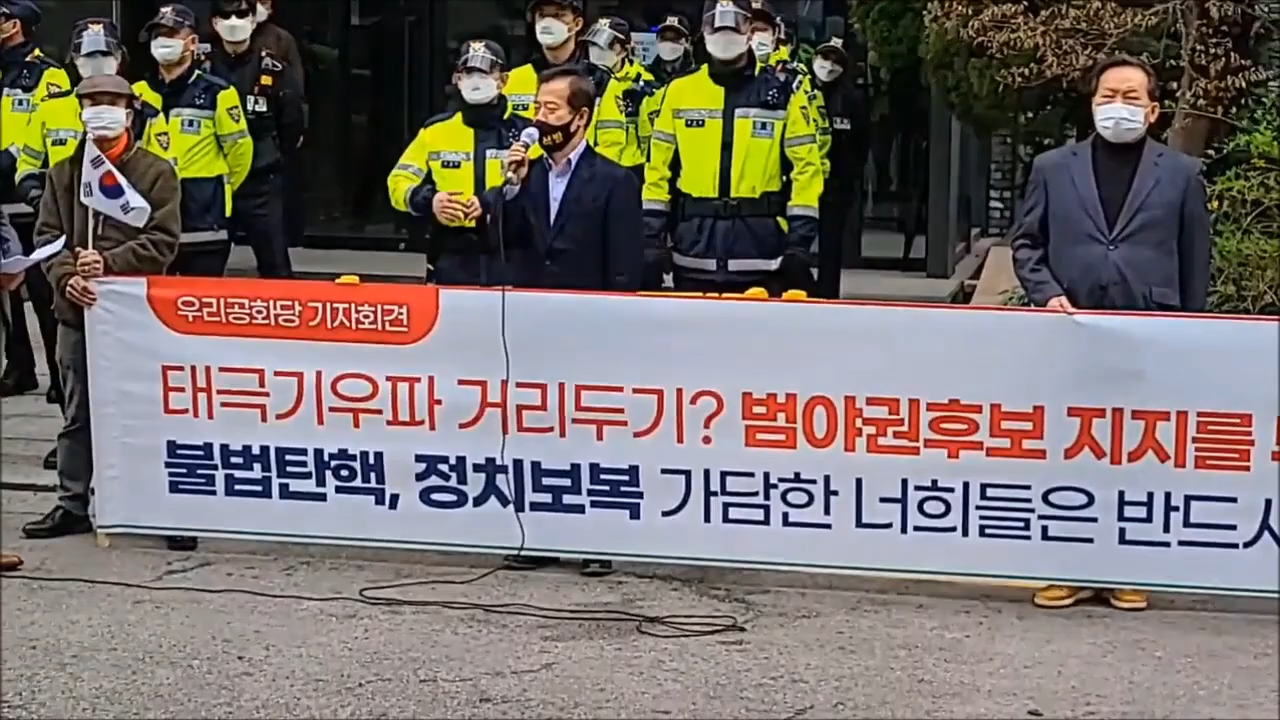 우리공화당 기자회견
태극기우파 거리두기? 범야권후보 지지를
불법탄핵, 정치보복 가담한 너희들은 반드시